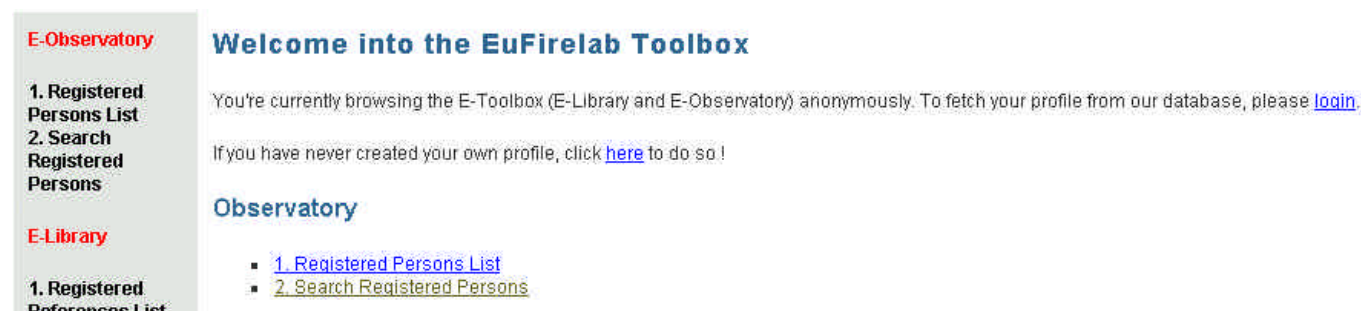 E-Observatory
1. Registered
Persons List
2. Search
Registered
Persons
E-Library
1. Registered
References List
Welcome into the EuFirelab Toolbox
You're currently browsing the E-Toolbox (E-Library and E-Observatory) anonymously. To fetch your profile from our database, please login.
If you have never created your own profile, click here to do so !
Observatory
1. Registered Persons List
2. Search Registered Persons